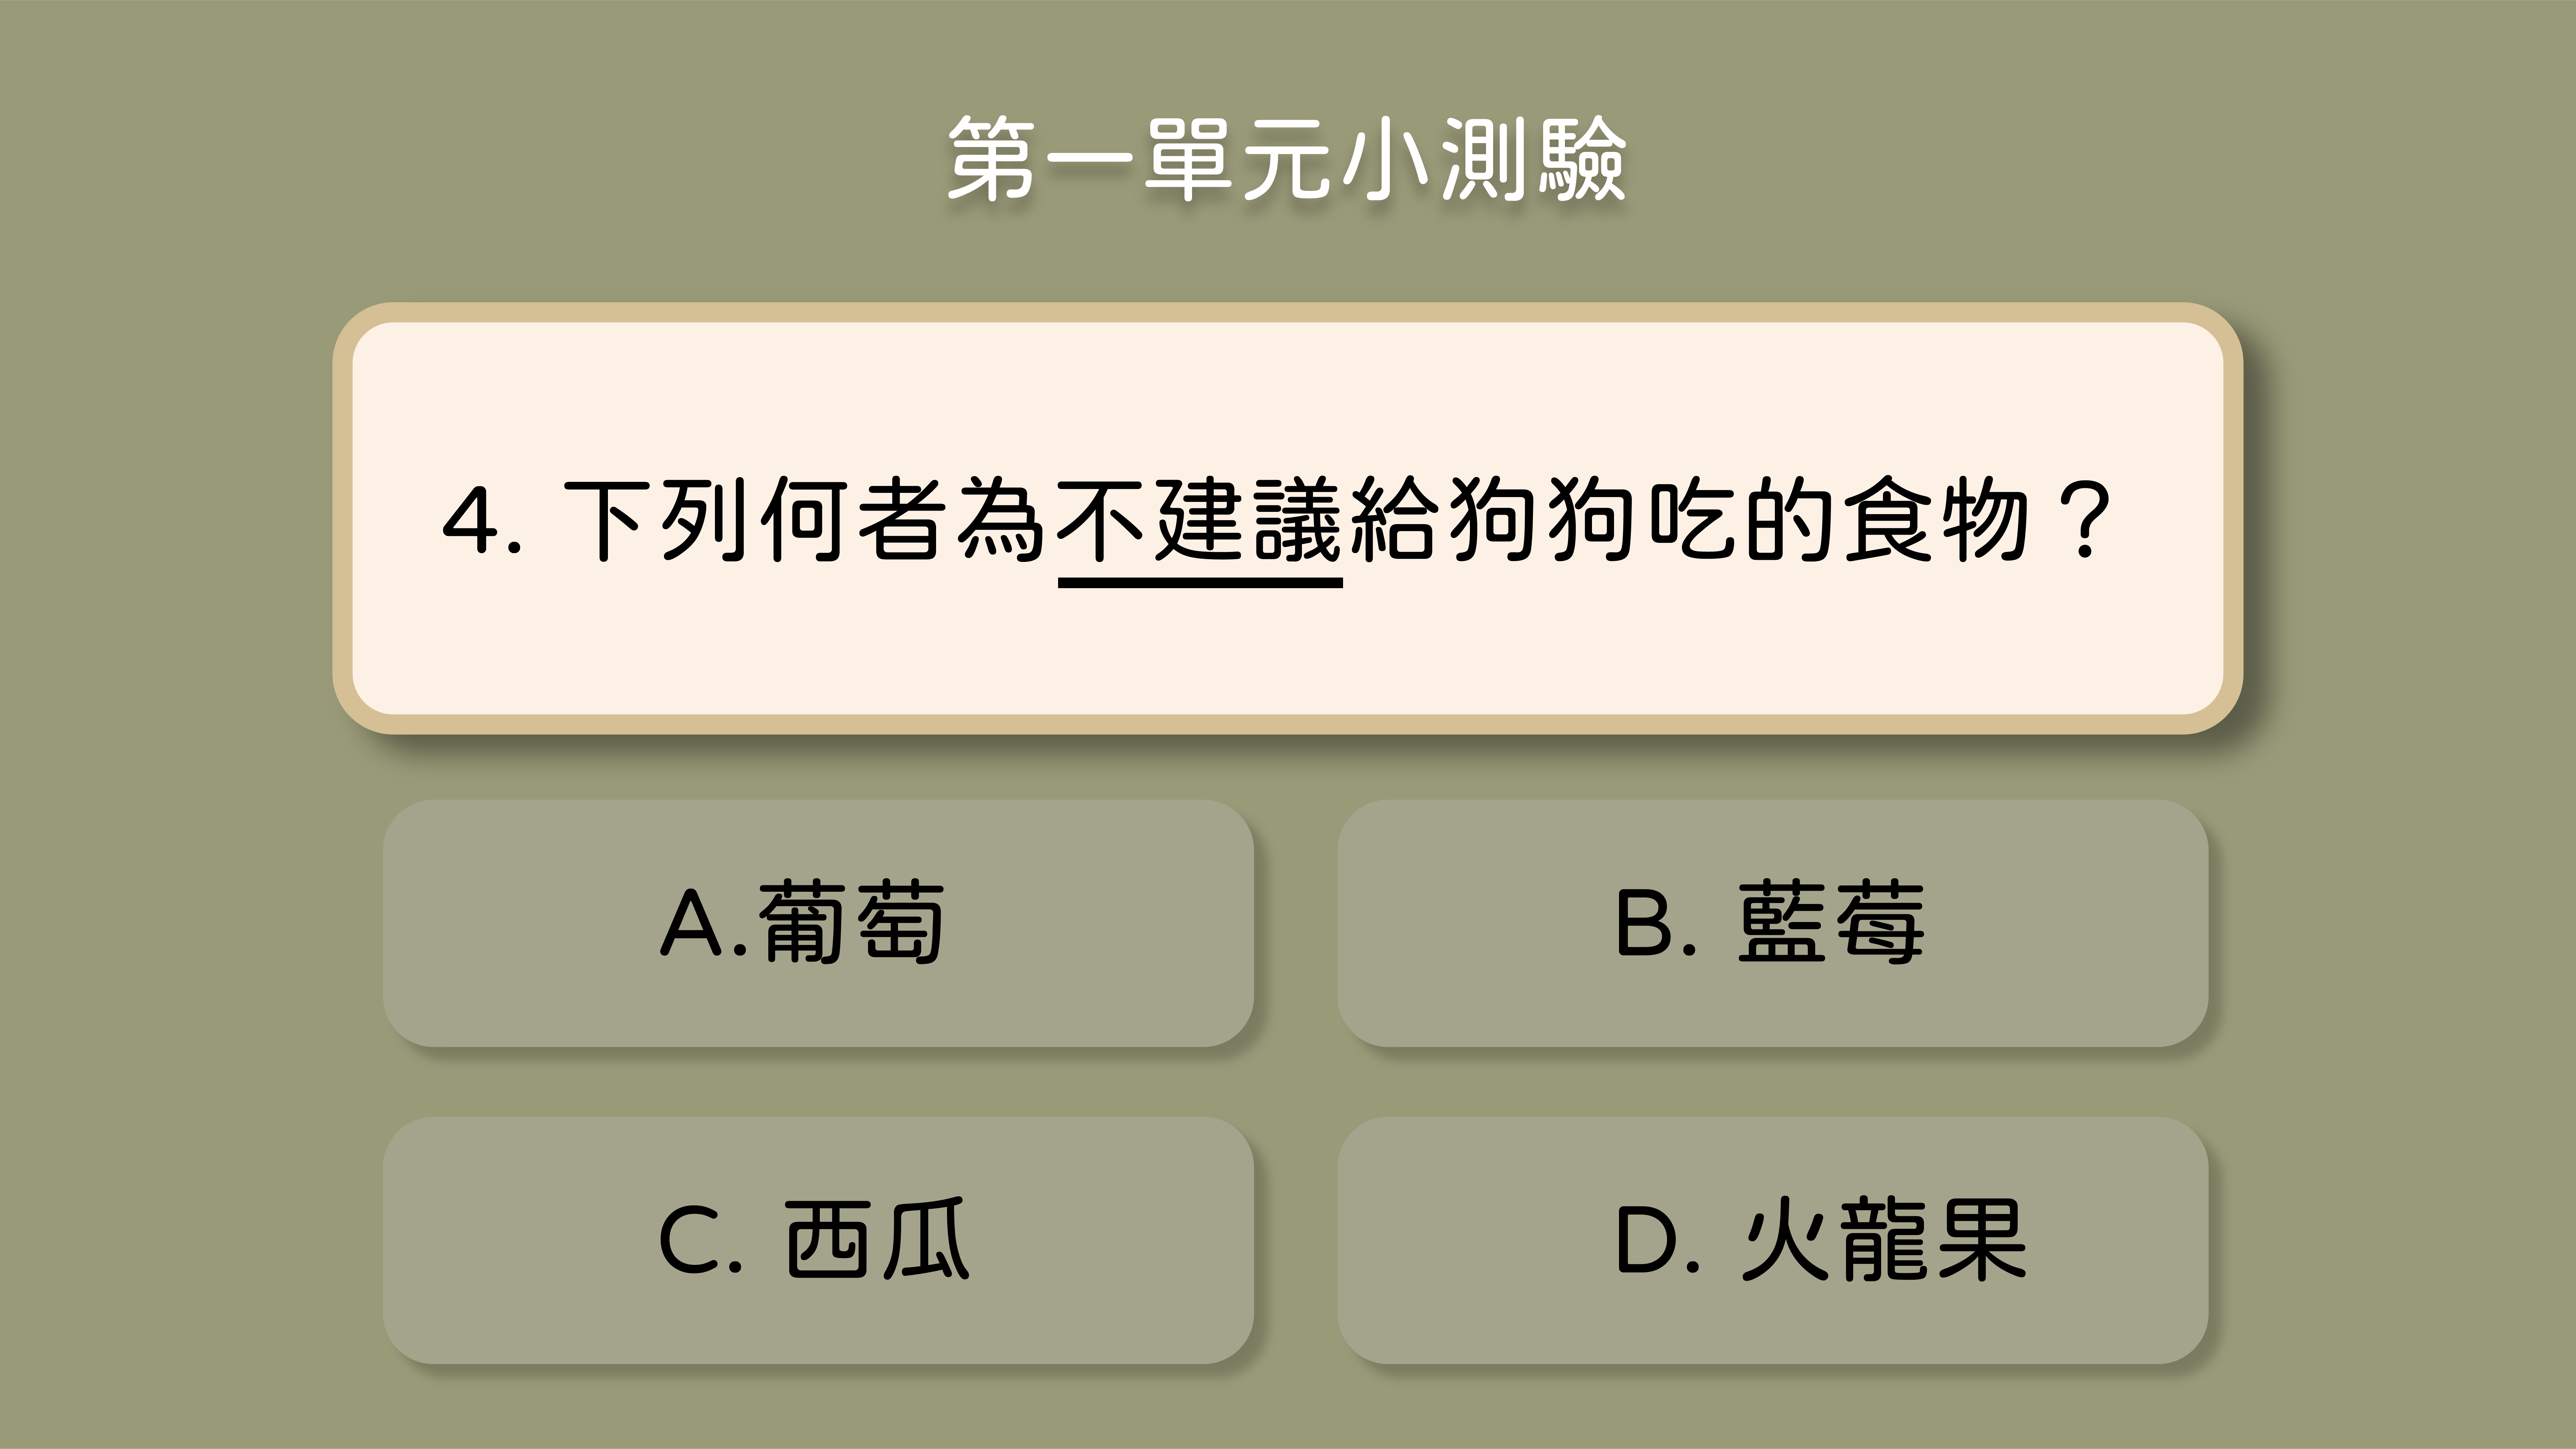 第一單元小測驗
4. 下列何者為不建議給狗狗吃的食物？
A.葡萄
B. 藍莓
C. 西瓜
D. 火龍果